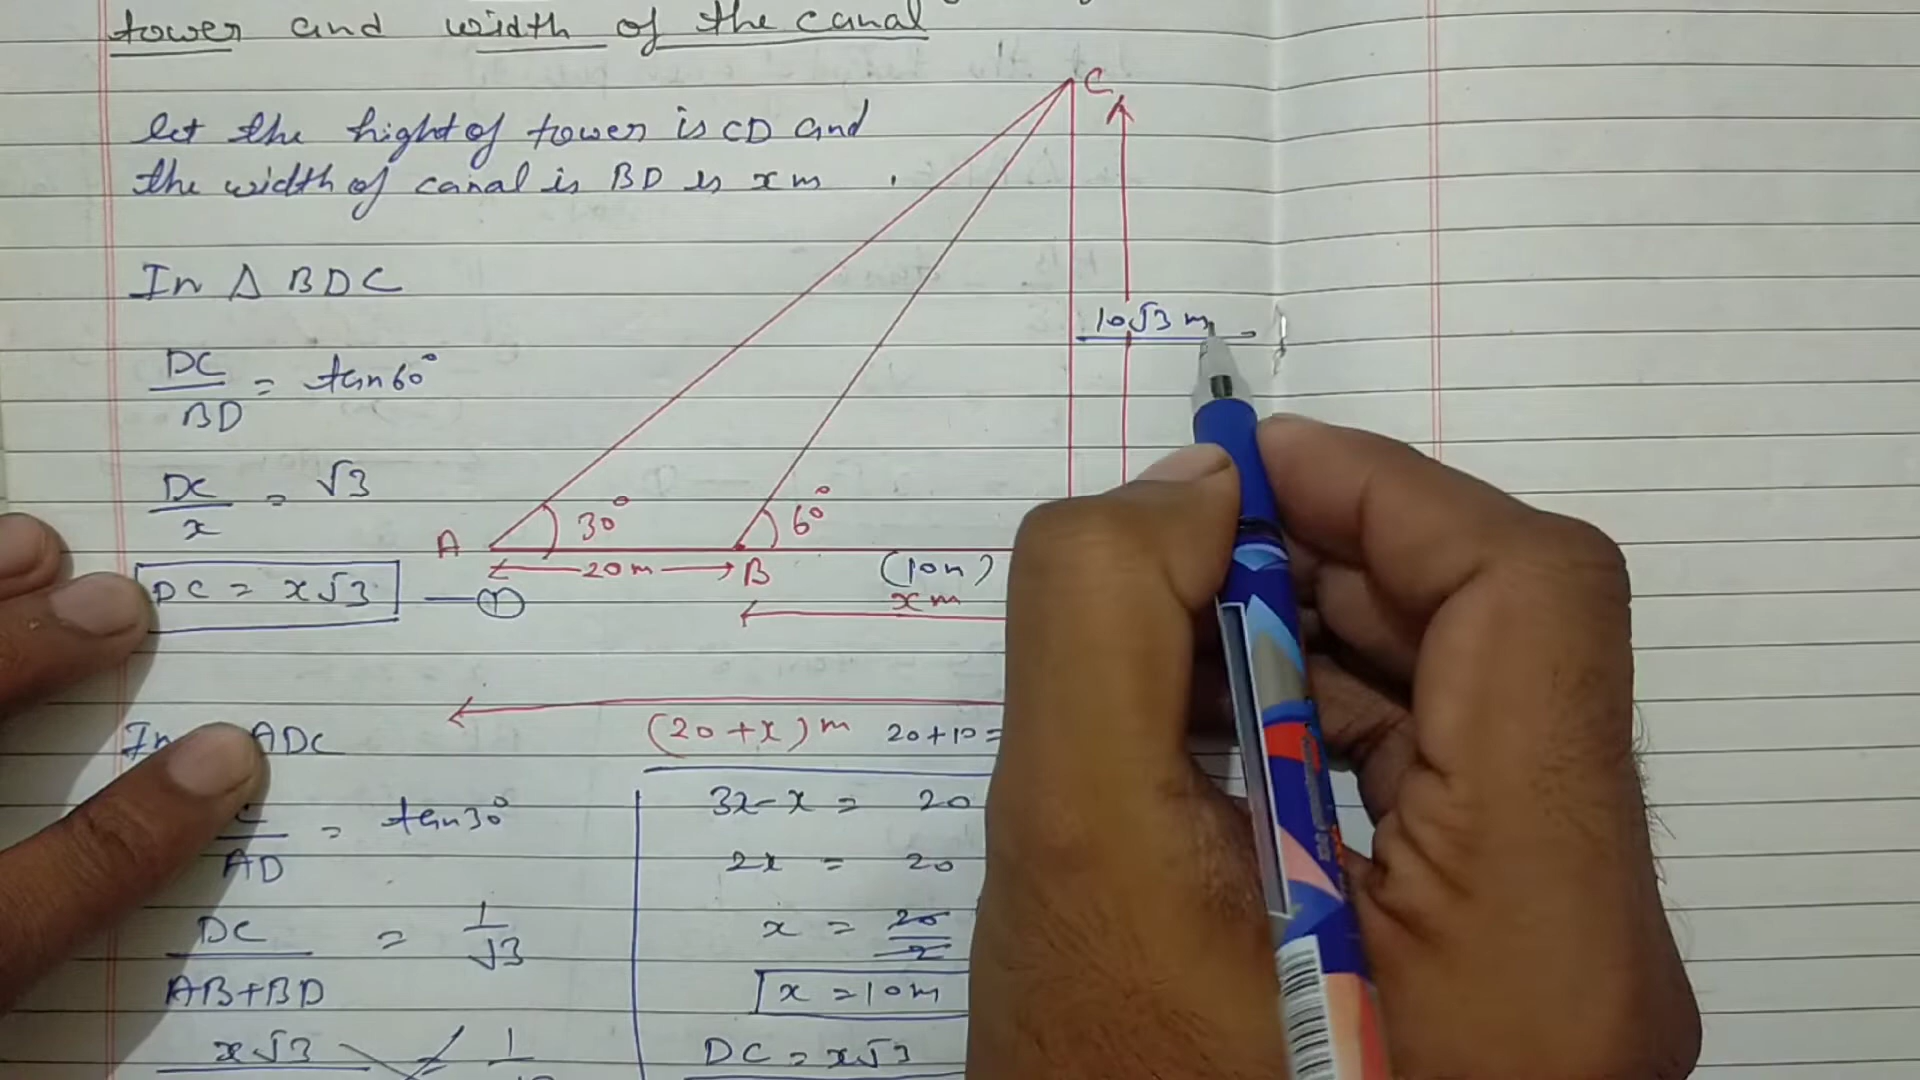 tower and width of the canal
let the hight of tower is CD and
the width of canal is BD is x m .
In Δ BDC
DC/BD = tan60°
DC/x = √3
DC = x√3 — ①
C
10√3 m
A
30°
60°
20 m
B
(10m)
x m
(20+x) m
20+10=
In ADC
AD = tan30°
DC/AB+BD = 1/√3
x√3
1
3x-x = 20
2x = 20
x = 20/2
x = 10m
DC = x√3